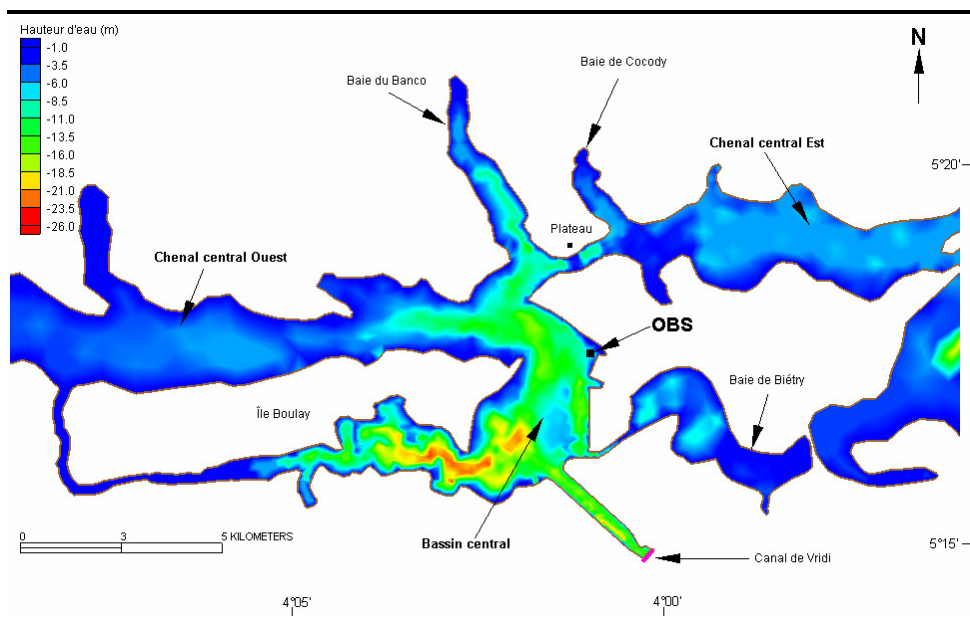 Hauteur d'eau (m)
-1.0
-3.5
-6.0
-8.5
-11.0
-13.5
-16.0
-18.5
-21.0
-23.5
-26.0
N
Baie du Banco
Baie de Cocody
Chenal central Est
5°20'
Plateau
Chenal central Ouest
OBS
Baie de Biétry
Île Boulay
0 3 5 KILOMETERS
Bassin central
5°15'
Canal de Vridi
4°05'
4°00'